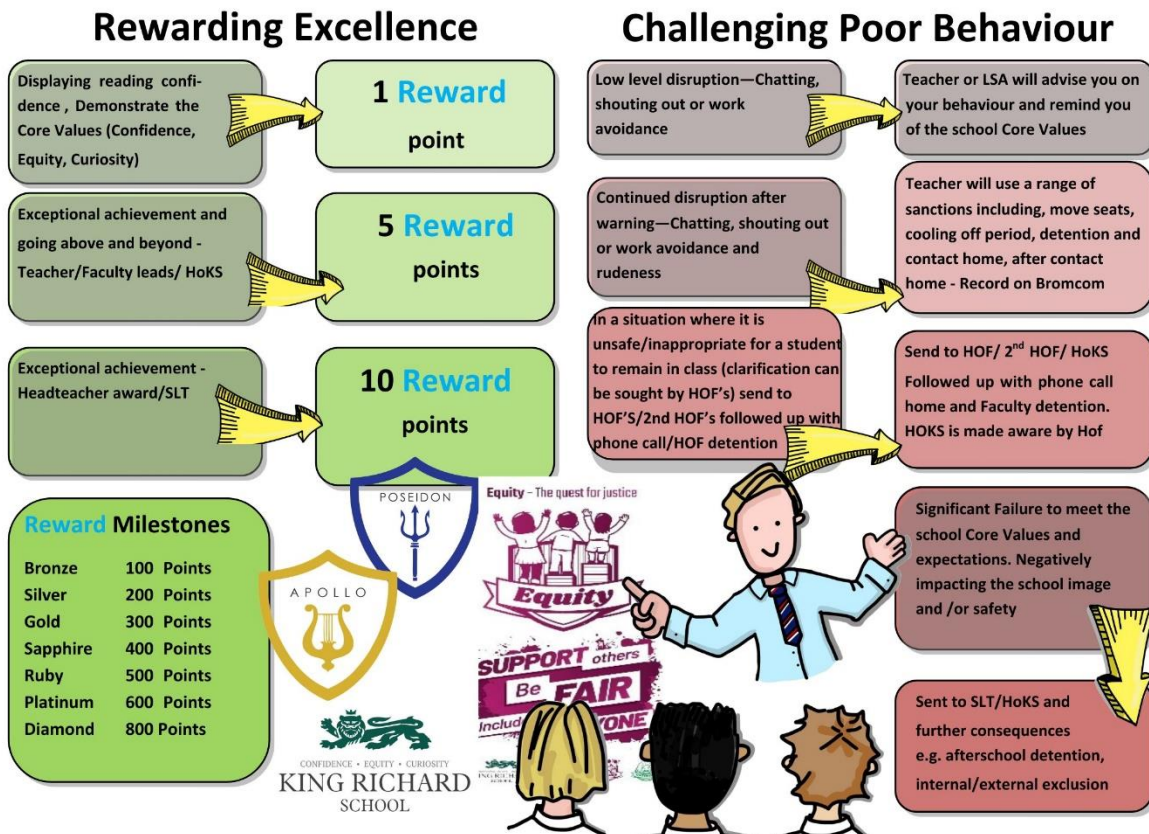 Rewarding Excellence
Displaying reading confi-
dence , Demonstrate the
Core Values (Confidence,
Equity, Curiosity)
1 Reward
point
Exceptional achievement and
going above and beyond -
Teacher/Faculty leads/ HoKS
5 Reward
points
Exceptional achievement -
Headteacher award/SLT
10 Reward
points
Reward Milestones
Bronze 100 Points
Silver 200 Points
Gold 300 Points
Sapphire 400 Points
Ruby 500 Points
Platinum 600 Points
Diamond 800 Points
POSEIDON
APOLLO
CONFIDENCE • EQUITY • CURIOSITY
KING RICHARD
SCHOOL
Equity - The quest for justice
Equity
SUPPORT others
Be FAIR
Challenging Poor Behaviour
Low level disruption—Chatting,
shouting out or work
avoidance
Teacher or LSA will advise you on
your behaviour and remind you
of the school Core Values
Continued disruption after
warning—Chatting, shouting out
or work avoidance and
rudeness
Teacher will use a range of
sanctions including, move seats,
cooling off period, detention and
contact home, after contact
home - Record on Bromcom
In a situation where it is
unsafe/inappropriate for a student
to remain in class (clarification can
be sought by HOF's) send to
HOF'S/2nd HOF's followed up with
phone call/HOF detention
Send to HOF/ 2nd HOF/ HoKS
Followed up with phone call
home and Faculty detention.
HOKS is made aware by Hof
Significant Failure to meet the
school Core Values and
expectations. Negatively
impacting the school image
and /or safety
Sent to SLT/HoKS and
further consequences
e.g. afterschool detention,
internal/external exclusion